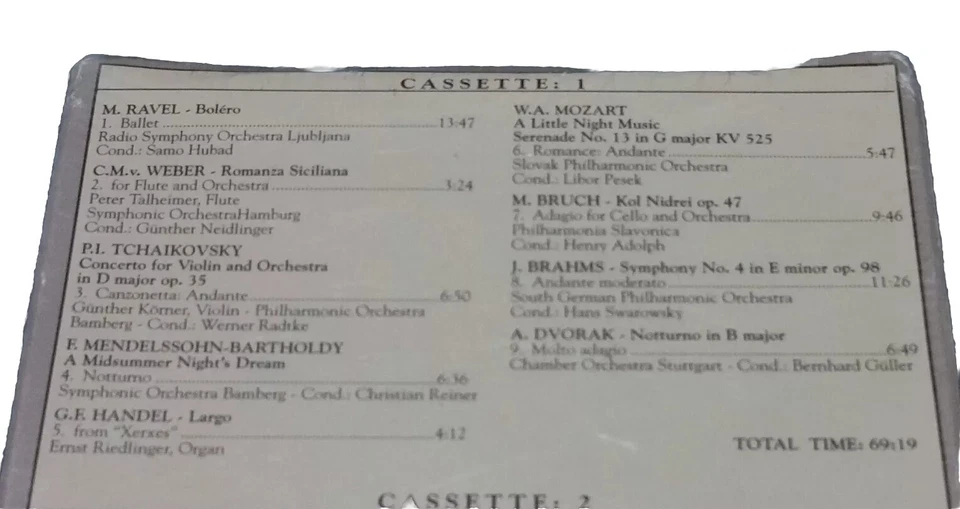 CASSETTE: 1
M. RAVEL - Boléro
1. Ballet 13:47
Radio Symphony Orchestra Ljubljana
Cond.: Samo Hubad
C.M.v. WEBER - Romanza Siciliana
2. for Flute and Orchestra 3:24
Peter Talheimer, Flute
Symphonic OrchestraHamburg
Cond.: Günther Neidlinger
P.I. TCHAIKOVSKY
Concerto for Violin and Orchestra
in D major op. 35
3. Canzonetta: Andante 6:50
Günther Körner, Violin - Philharmonic Orchestra
Bamberg - Cond.: Werner Radtke
F. MENDELSSOHN-BARTHOLDY
A Midsummer Night's Dream
4. Notturno 6:36
Symphonic Orchestra Bamberg - Cond.: Christian Reiner
G.F. HANDEL - Largo
5. from "Xerxes" 4:12
Ernst Riedlinger, Organ
W.A. MOZART
A Little Night Music
Serenade No. 13 in G major KV 525
6. Romance: Andante 5:47
Slovak Philharmonic Orchestra
Cond.: Libor Pesek
M. BRUCH - Kol Nidrei op. 47
7. Adagio for Cello and Orchestra 9:46
Philharmonia Slavonica
Cond.: Henry Adolph
J. BRAHMS - Symphony No. 4 in E minor op. 98
8. Andante moderato 11:26
South German Philharmonic Orchestra
Cond.: Hans Swarowsky
A. DVORAK - Notturno in B major
9. Molto adagio 6:49
Chamber Orchestra Stuttgart - Cond.: Bernhard Güller
TOTAL TIME: 69:19
CASSETTE: 2